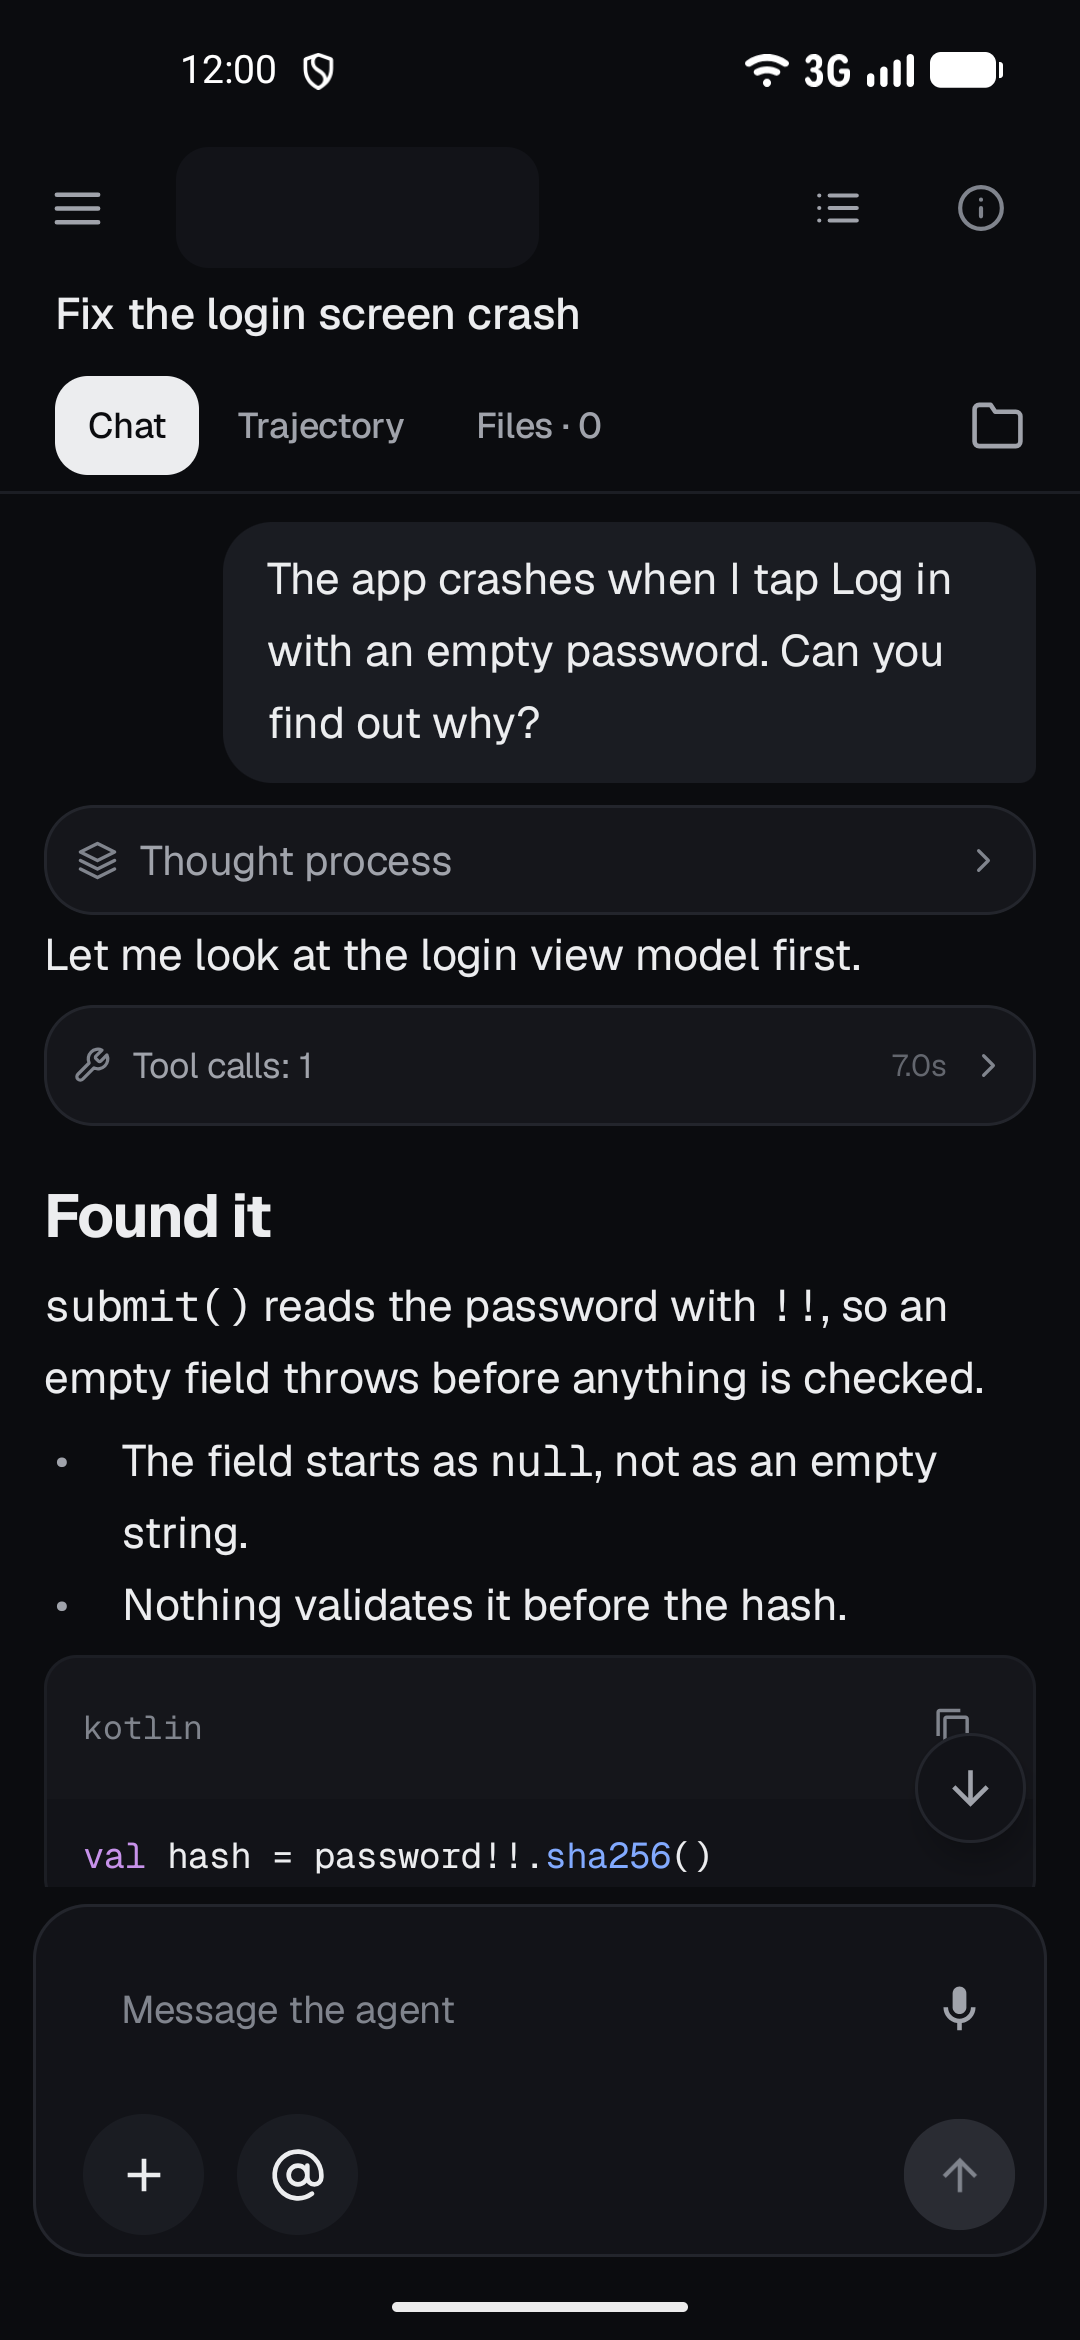 12:00
3G
Fix the login screen crash
Chat
Trajectory
Files · 0
The app crashes when I tap Log in
with an empty password. Can you
find out why?
Thought process
Let me look at the login view model first.
Tool calls: 1
7.0s
Found it
submit() reads the password with !!, so an
empty field throws before anything is checked.
• The field starts as null, not as an empty
string.
• Nothing validates it before the hash.
kotlin
val hash = password!!.sha256()
Message the agent